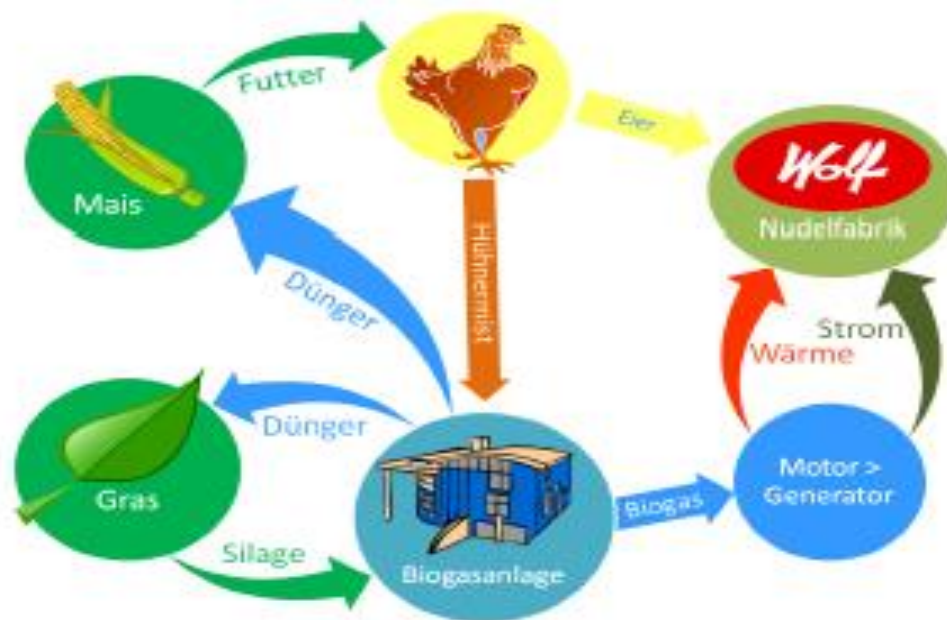 Futter
Eier
Mais
Wolf
Nudelfabrik
Hühnermist
Dünger
Strom
Wärme
Dünger
Gras
Motor >
Generator
Biogas
Silage
Biogasanlage